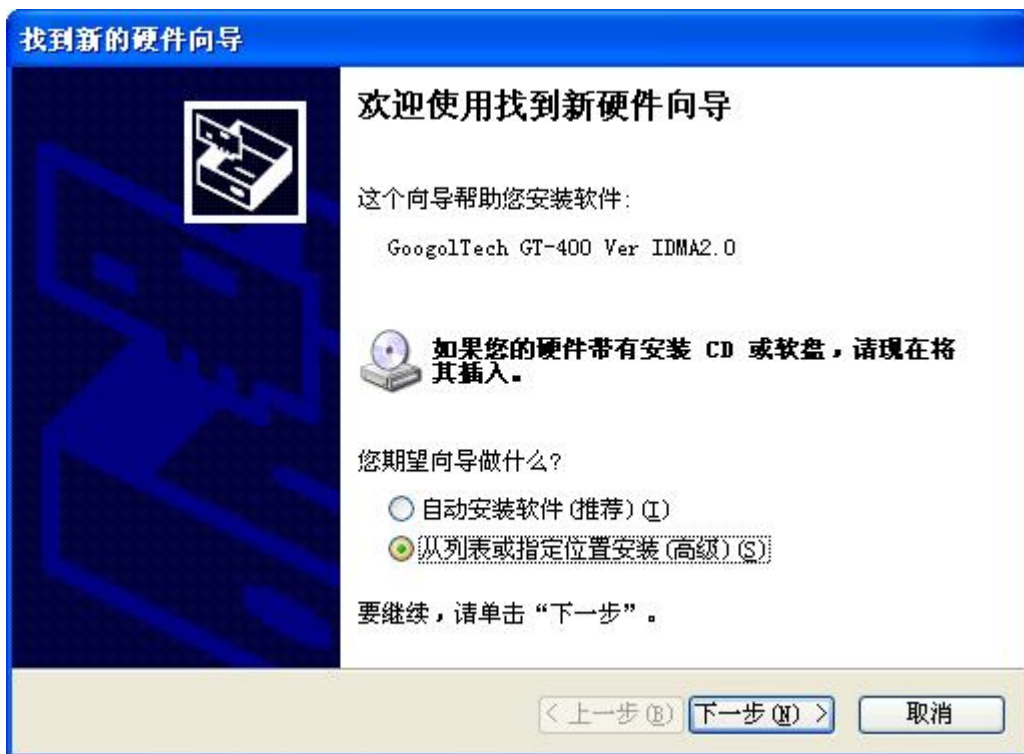 找到新的硬件向导
欢迎使用找到新硬件向导
这个向导帮助您安装软件:
GoogolTech GT-400 Ver IDMA2.0
如果您的硬件带有安装 CD 或软盘，请现在将
其插入。
您期望向导做什么?
自动安装软件(推荐)(I)
从列表或指定位置安装(高级)(S)
要继续，请单击“下一步”。
< 上一步(B) 下一步(N) > 取消